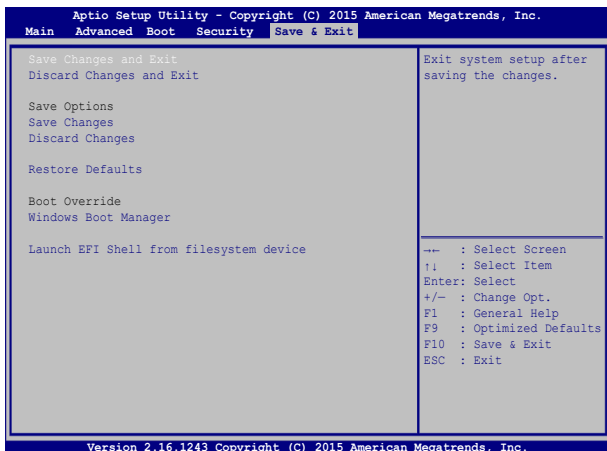 Aptio Setup Utility - Copyright (C) 2015 American Megatrends, Inc.
Main Advanced Boot Security Save & Exit
Save Changes and Exit
Discard Changes and Exit
Save Options
Save Changes
Discard Changes
Restore Defaults
Boot Override
Windows Boot Manager
Launch EFI Shell from filesystem device
Exit system setup after
saving the changes.
→← : Select Screen
↑↓ : Select Item
Enter: Select
+/— : Change Opt.
F1 : General Help
F9 : Optimized Defaults
F10 : Save & Exit
ESC : Exit
Version 2.16.1243 Copyright (C) 2015 American Megatrends, Inc.